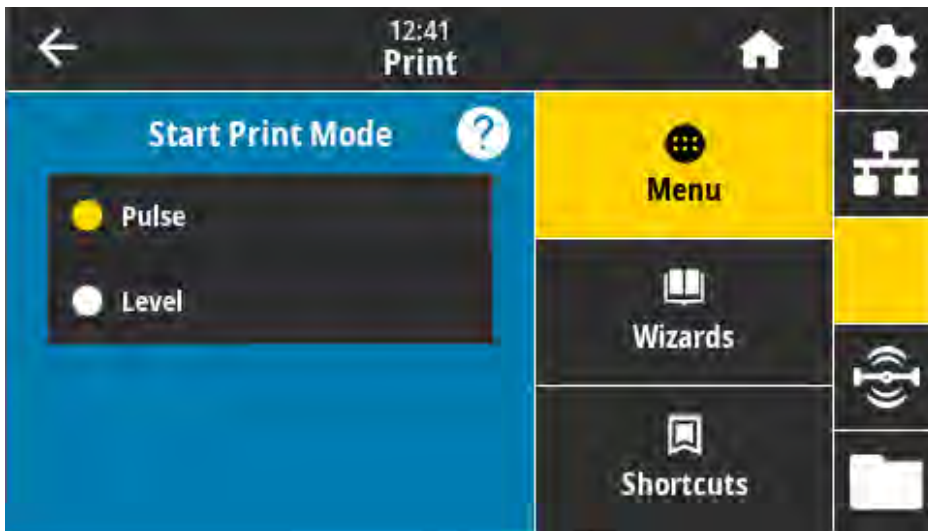 12:41
Print
Start Print Mode
?
Pulse
Level
Menu
Wizards
Shortcuts